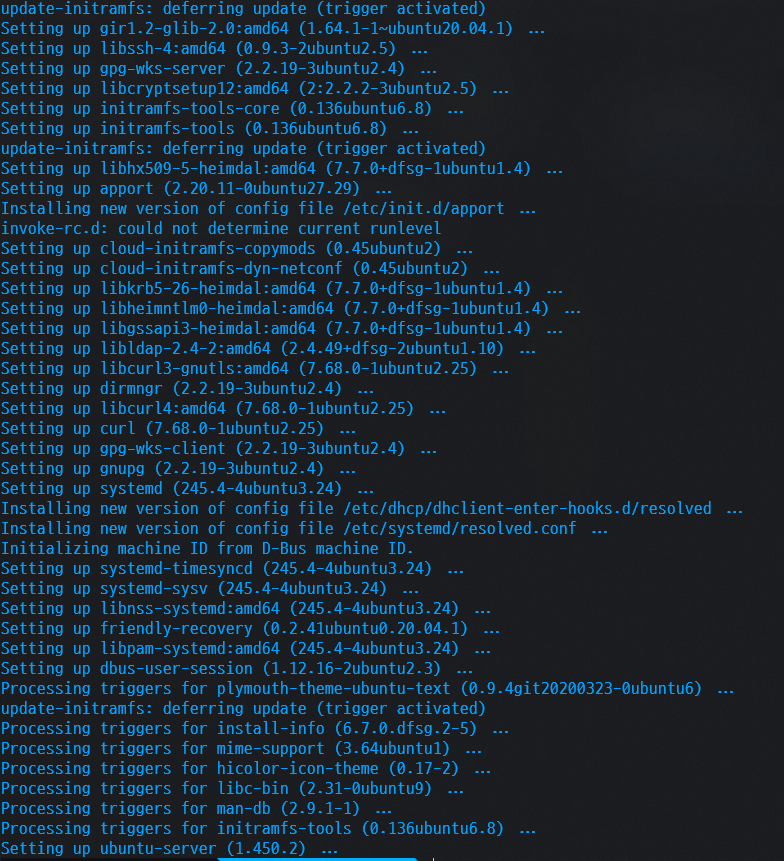 update-initramfs: deferring update (trigger activated)
Setting up gir1.2-glib-2.0:amd64 (1.64.1-1~ubuntu20.04.1) ...
Setting up libssh-4:amd64 (0.9.3-2ubuntu2.5) ...
Setting up gpg-wks-server (2.2.19-3ubuntu2.4) ...
Setting up libcryptsetup12:amd64 (2:2.2.2-3ubuntu2.5) ...
Setting up initramfs-tools-core (0.136ubuntu6.8) ...
Setting up initramfs-tools (0.136ubuntu6.8) ...
update-initramfs: deferring update (trigger activated)
Setting up libhx509-5-heimdal:amd64 (7.7.0+dfsg-1ubuntu1.4) ...
Setting up apport (2.20.11-0ubuntu27.29) ...
Installing new version of config file /etc/init.d/apport ...
invoke-rc.d: could not determine current runlevel
Setting up cloud-initramfs-copymods (0.45ubuntu2) ...
Setting up cloud-initramfs-dyn-netconf (0.45ubuntu2) ...
Setting up libkrb5-26-heimdal:amd64 (7.7.0+dfsg-1ubuntu1.4) ...
Setting up libheimntlm0-heimdal:amd64 (7.7.0+dfsg-1ubuntu1.4) ...
Setting up libgssapi3-heimdal:amd64 (7.7.0+dfsg-1ubuntu1.4) ...
Setting up libldap-2.4-2:amd64 (2.4.49+dfsg-2ubuntu1.10) ...
Setting up libcurl3-gnutls:amd64 (7.68.0-1ubuntu2.25) ...
Setting up dirmngr (2.2.19-3ubuntu2.4) ...
Setting up libcurl4:amd64 (7.68.0-1ubuntu2.25) ...
Setting up curl (7.68.0-1ubuntu2.25) ...
Setting up gpg-wks-client (2.2.19-3ubuntu2.4) ...
Setting up gnupg (2.2.19-3ubuntu2.4) ...
Setting up systemd (245.4-4ubuntu3.24) ...
Installing new version of config file /etc/dhcp/dhclient-enter-hooks.d/resolved ...
Installing new version of config file /etc/systemd/resolved.conf ...
Initializing machine ID from D-Bus machine ID.
Setting up systemd-timesyncd (245.4-4ubuntu3.24) ...
Setting up systemd-sysv (245.4-4ubuntu3.24) ...
Setting up libnss-systemd:amd64 (245.4-4ubuntu3.24) ...
Setting up friendly-recovery (0.2.41ubuntu0.20.04.1) ...
Setting up libpam-systemd:amd64 (245.4-4ubuntu3.24) ...
Setting up dbus-user-session (1.12.16-2ubuntu2.3) ...
Processing triggers for plymouth-theme-ubuntu-text (0.9.4git20200323-0ubuntu6) ...
update-initramfs: deferring update (trigger activated)
Processing triggers for install-info (6.7.0.dfsg.2-5) ...
Processing triggers for mime-support (3.64ubuntu1) ...
Processing triggers for hicolor-icon-theme (0.17-2) ...
Processing triggers for libc-bin (2.31-0ubuntu9) ...
Processing triggers for man-db (2.9.1-1) ...
Processing triggers for initramfs-tools (0.136ubuntu6.8) ...
Setting up ubuntu-server (1.450.2) ...